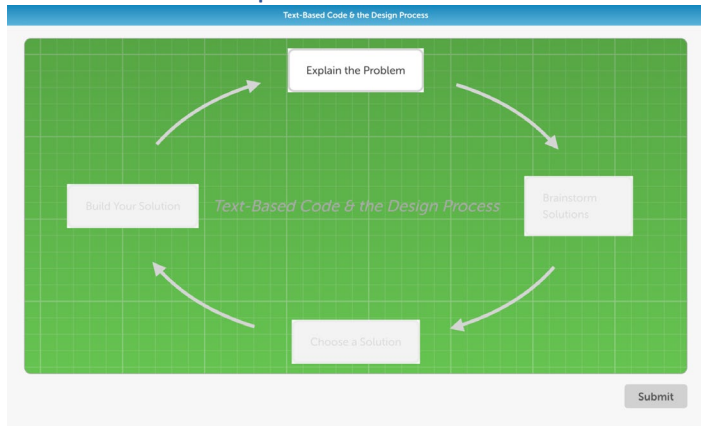 Text-Based Code & the Design Process
Explain the Problem
Build Your Solution
Text-Based Code & the Design Process
Brainstorm
Solutions
Choose a Solution
Submit